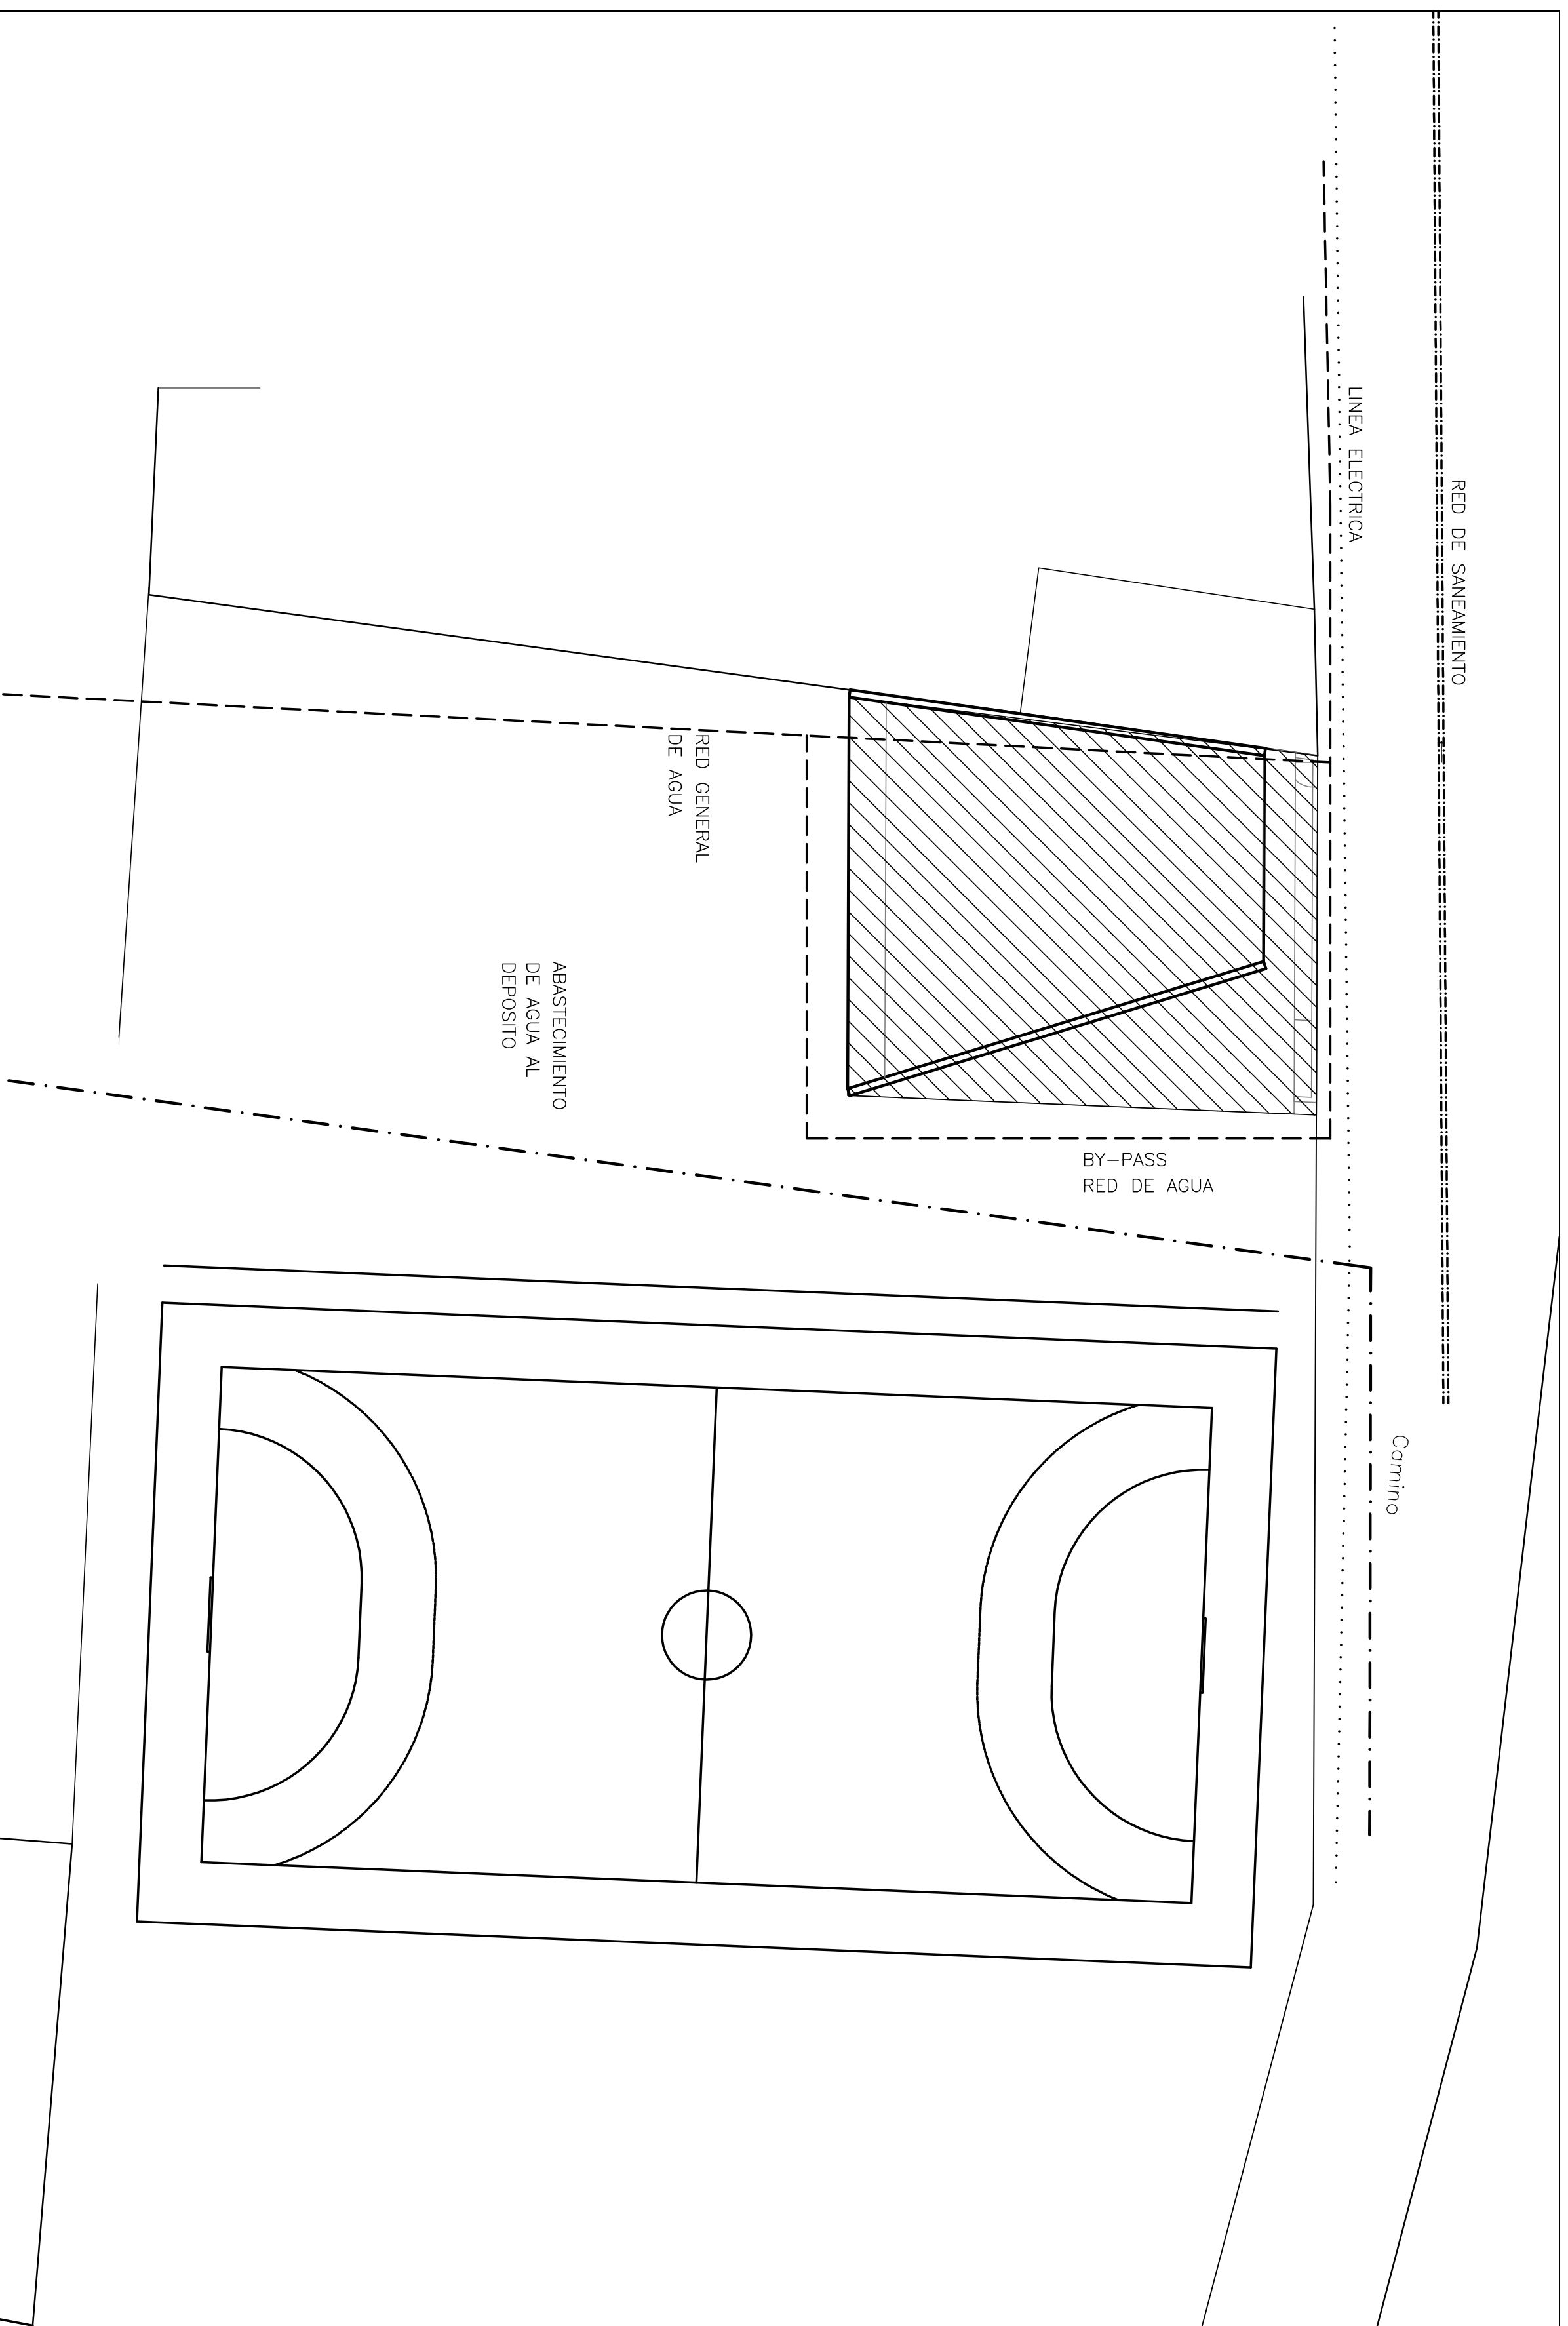 RED DE SANEAMIENTO
LINEA ELECTRICA
RED GENERAL
DE AGUA
ABASTECIMIENTO
DE AGUA AL
DEPOSITO
BY-PASS
RED DE AGUA
Camino